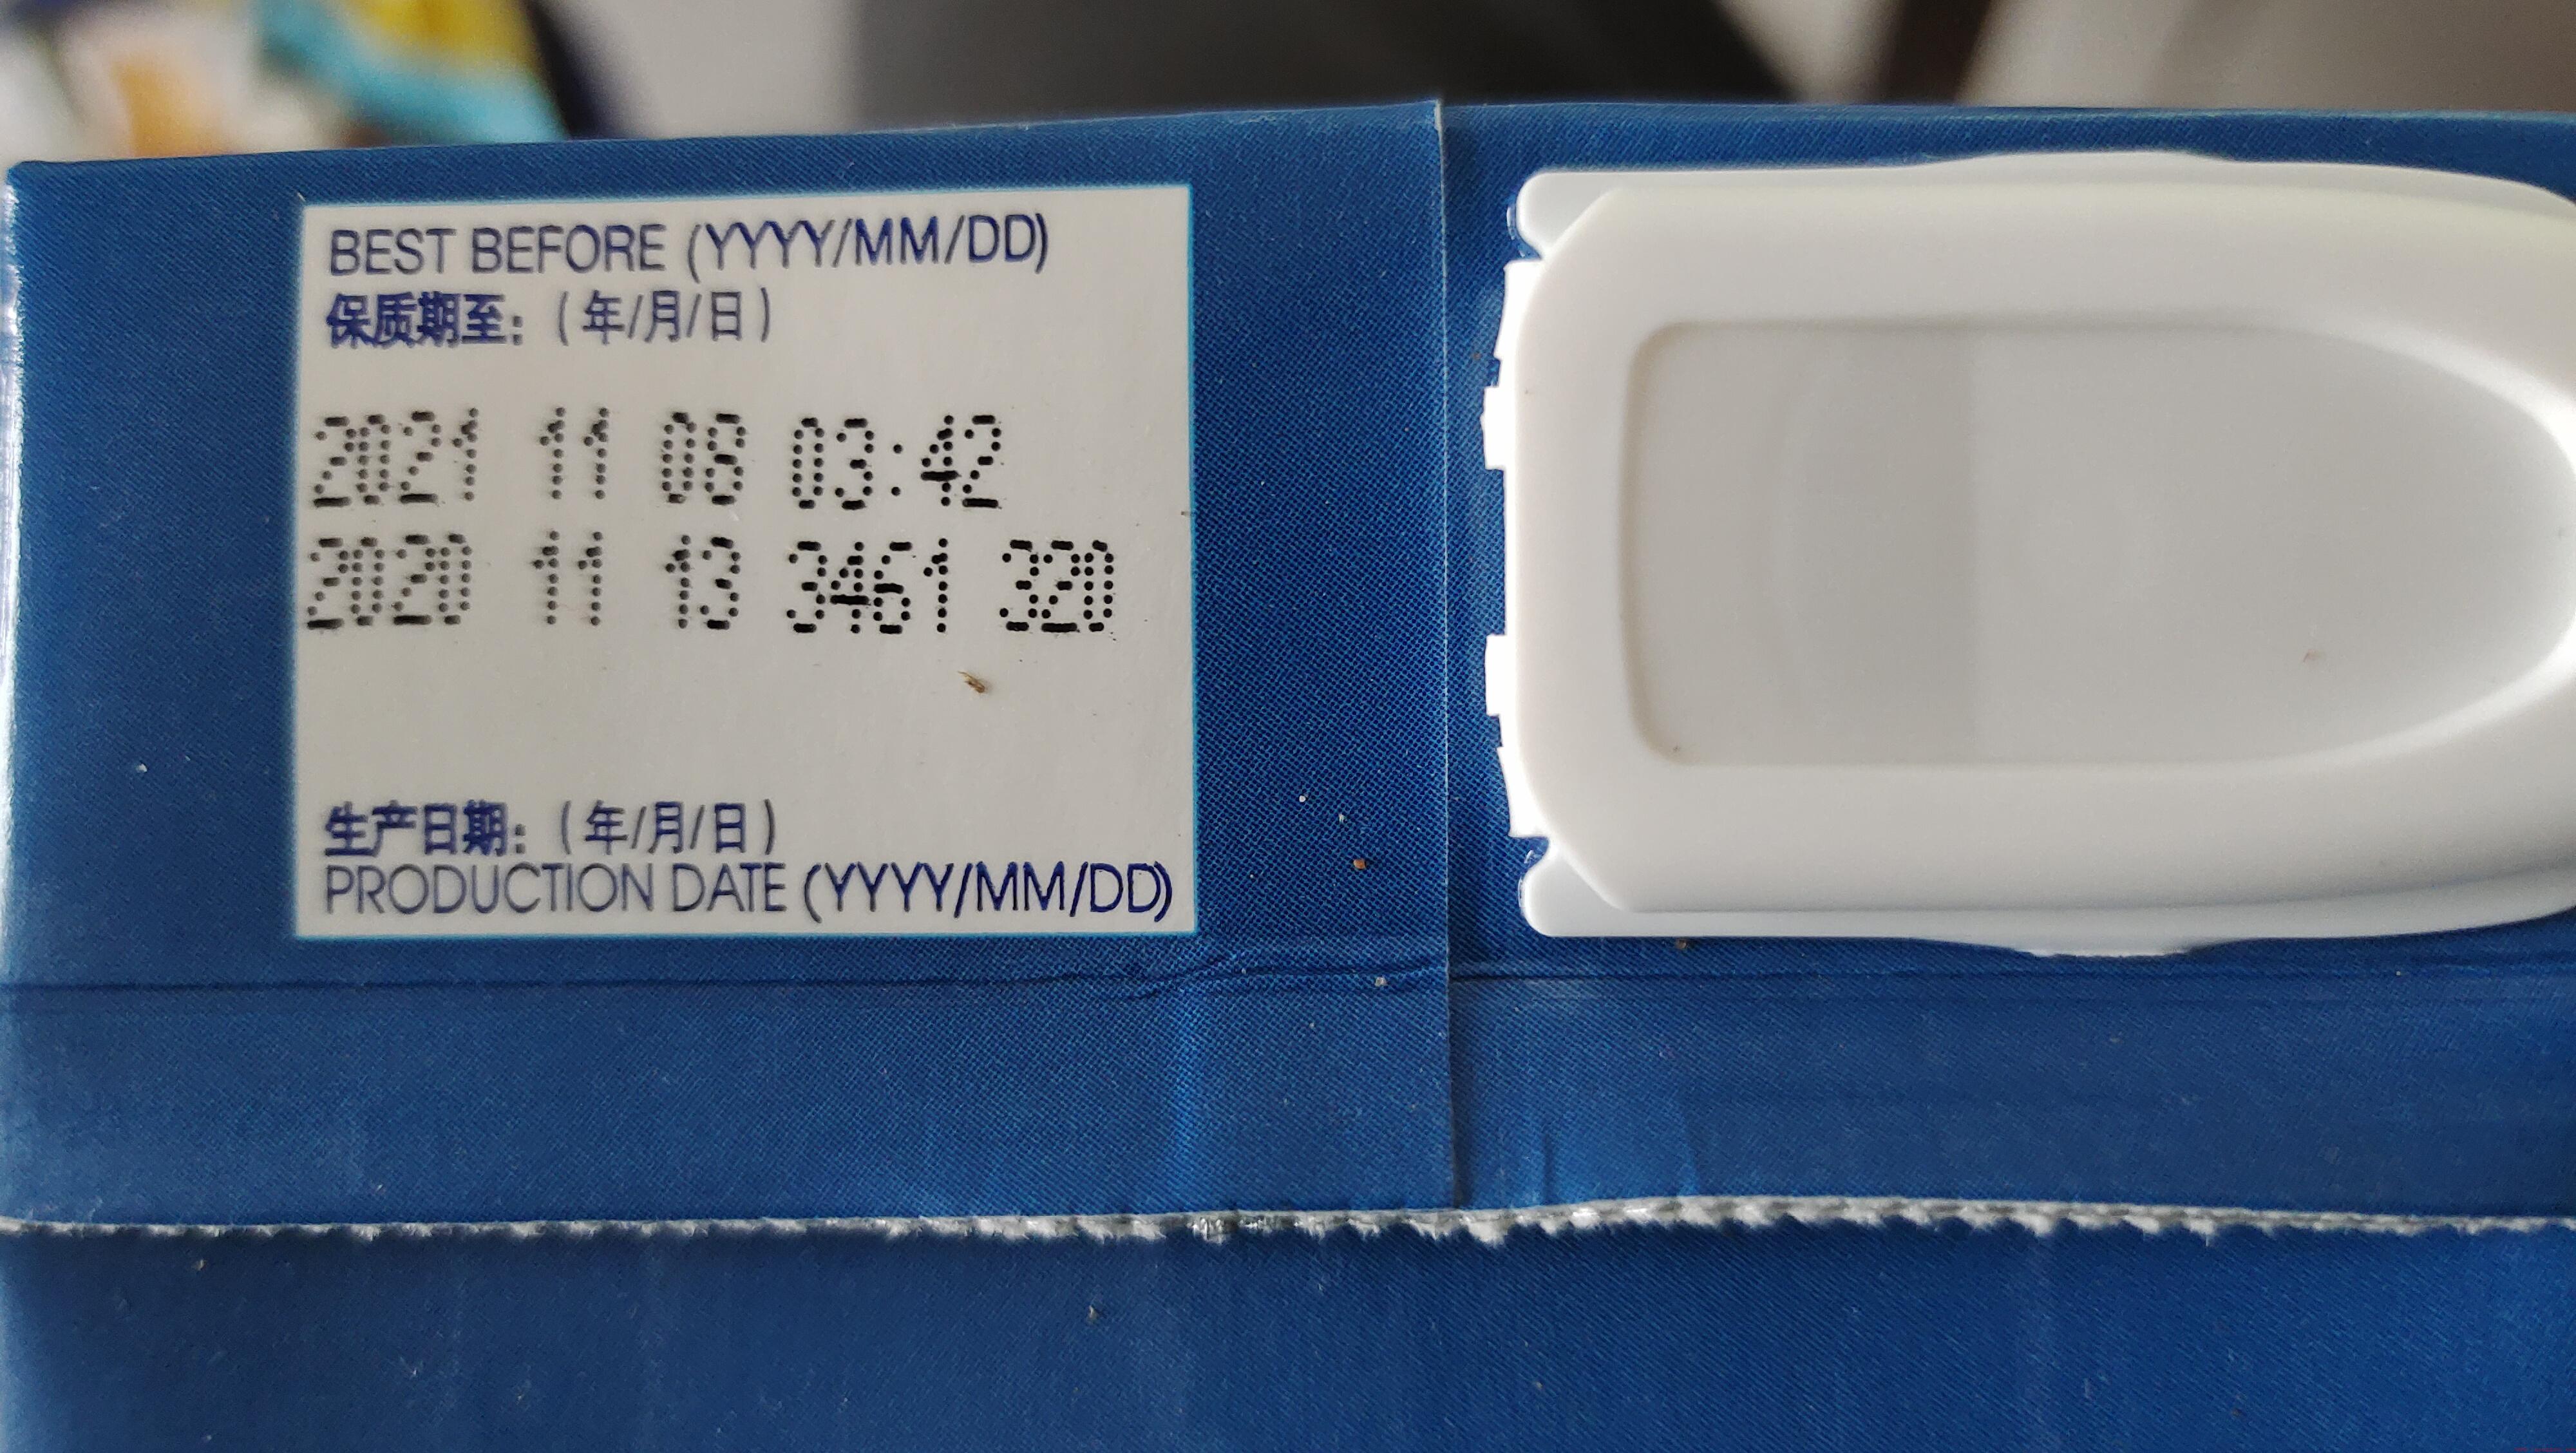 BEST BEFORE (YYYY/MM/DD)
保质期至:(年/月/日)
2021 11 08 03:42
2020 11 13 3461 320
生产日期:(年/月/日)
PRODUCTION DATE (YYYY/MM/DD)